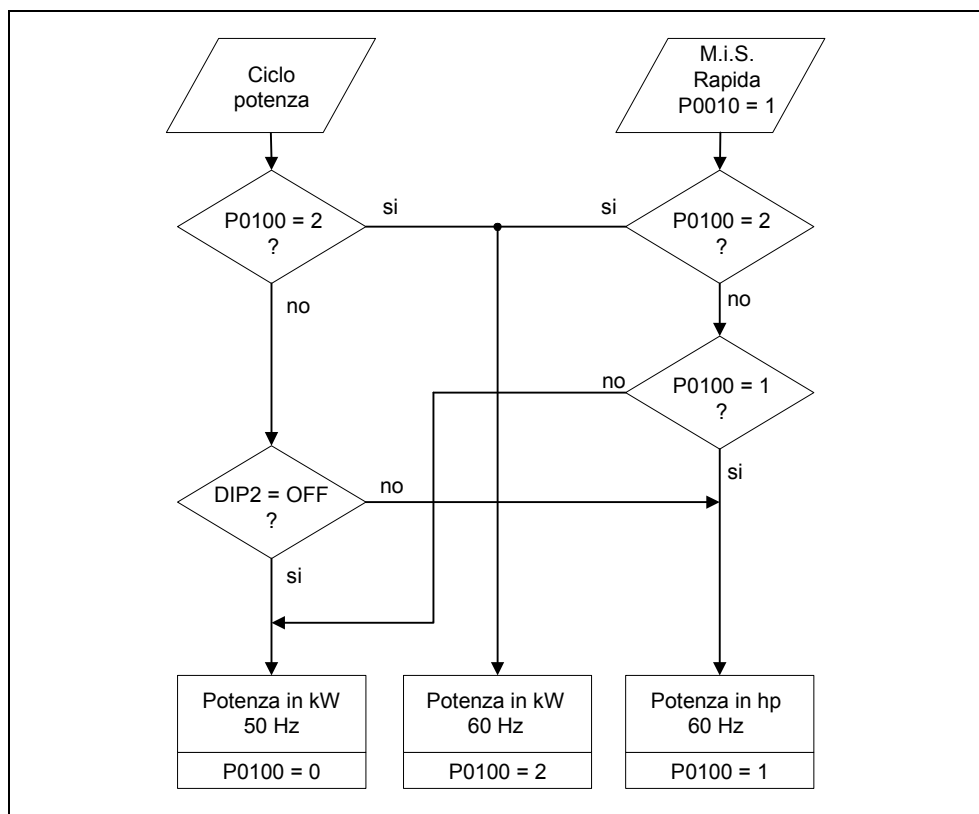 Ciclo
potenza
M.i.S.
Rapida
P0010 = 1
P0100 = 2
?
si
si
P0100 = 2
?
no
no
P0100 = 1
?
no
si
DIP2 = OFF
?
no
si
Potenza in kW
50 Hz
P0100 = 0
Potenza in kW
60 Hz
P0100 = 2
Potenza in hp
60 Hz
P0100 = 1